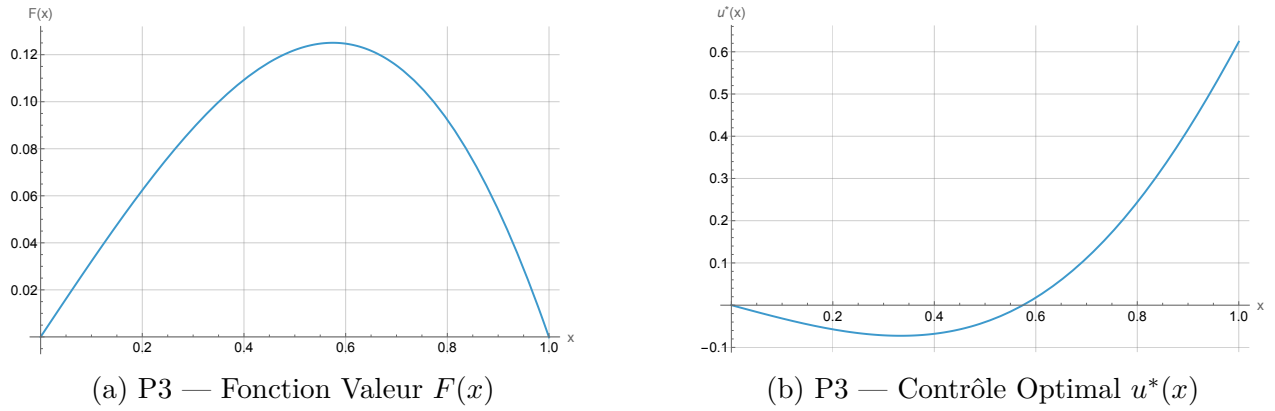 F(x)
0.12
0.10
0.08
0.06
0.04
0.02
0.2 0.4 0.6 0.8 1.0 x
(a) P3 — Fonction Valeur F(x)
u*(x)
0.6
0.5
0.4
0.3
0.2
0.1
0.2 0.4 0.6 0.8 1.0 x
-0.1
(b) P3 — Contrôle Optimal u*(x)